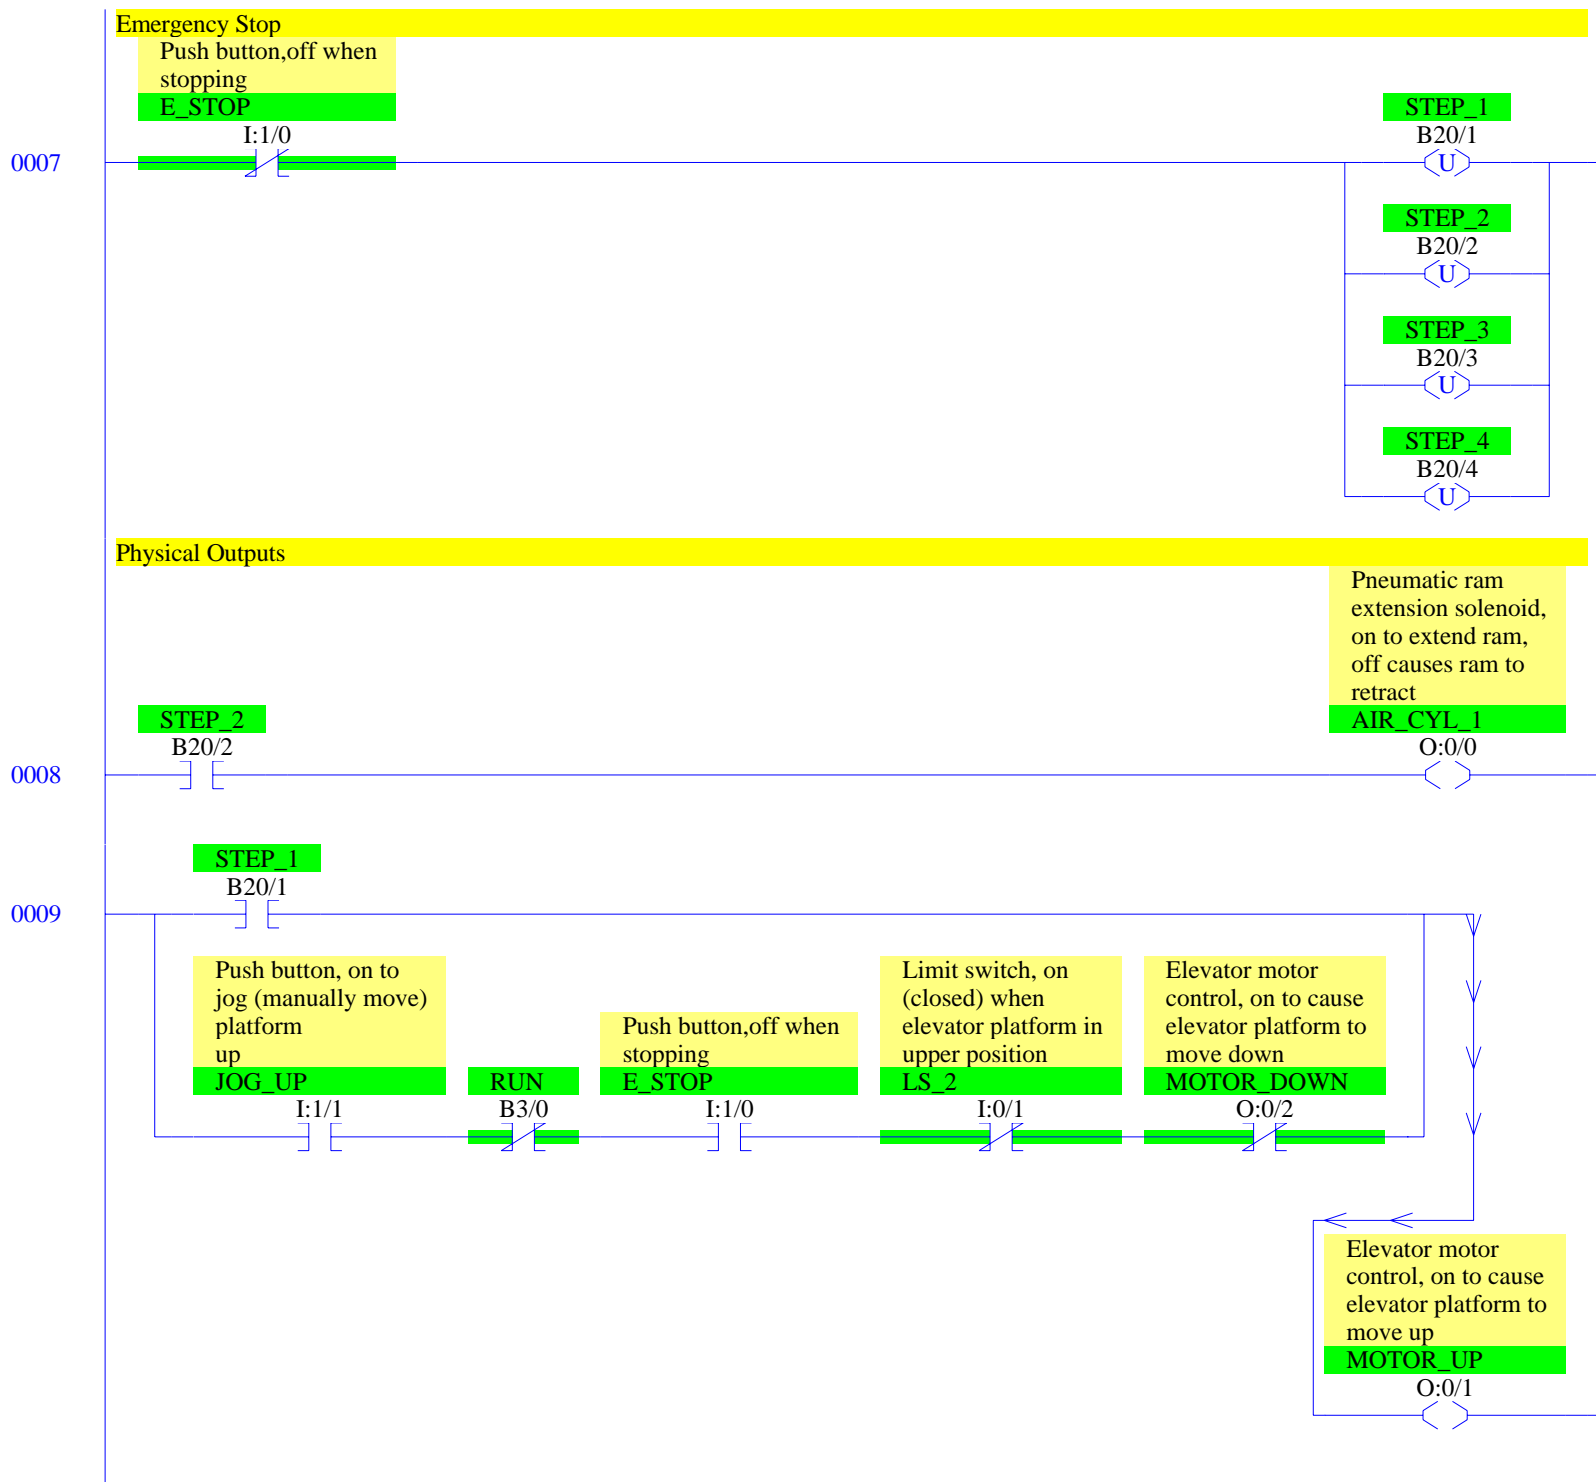 Emergency Stop
Push button,off when
stopping
E_STOP
I:1/0
0007
STEP_1
B20/1
U
STEP_2
B20/2
U
STEP_3
B20/3
U
STEP_4
B20/4
U
Physical Outputs
Pneumatic ram
extension solenoid,
on to extend ram,
off causes ram to
retract
AIR_CYL_1
O:0/0
STEP_2
B20/2
0008
STEP_1
B20/1
0009
Push button, on to
jog (manually move)
platform
up
JOG_UP
I:1/1
RUN
B3/0
Push button,off when
stopping
E_STOP
I:1/0
Limit switch, on
(closed) when
elevator platform in
upper position
LS_2
I:0/1
Elevator motor
control, on to cause
elevator platform to
move down
MOTOR_DOWN
O:0/2
Elevator motor
control, on to cause
elevator platform to
move up
MOTOR_UP
O:0/1